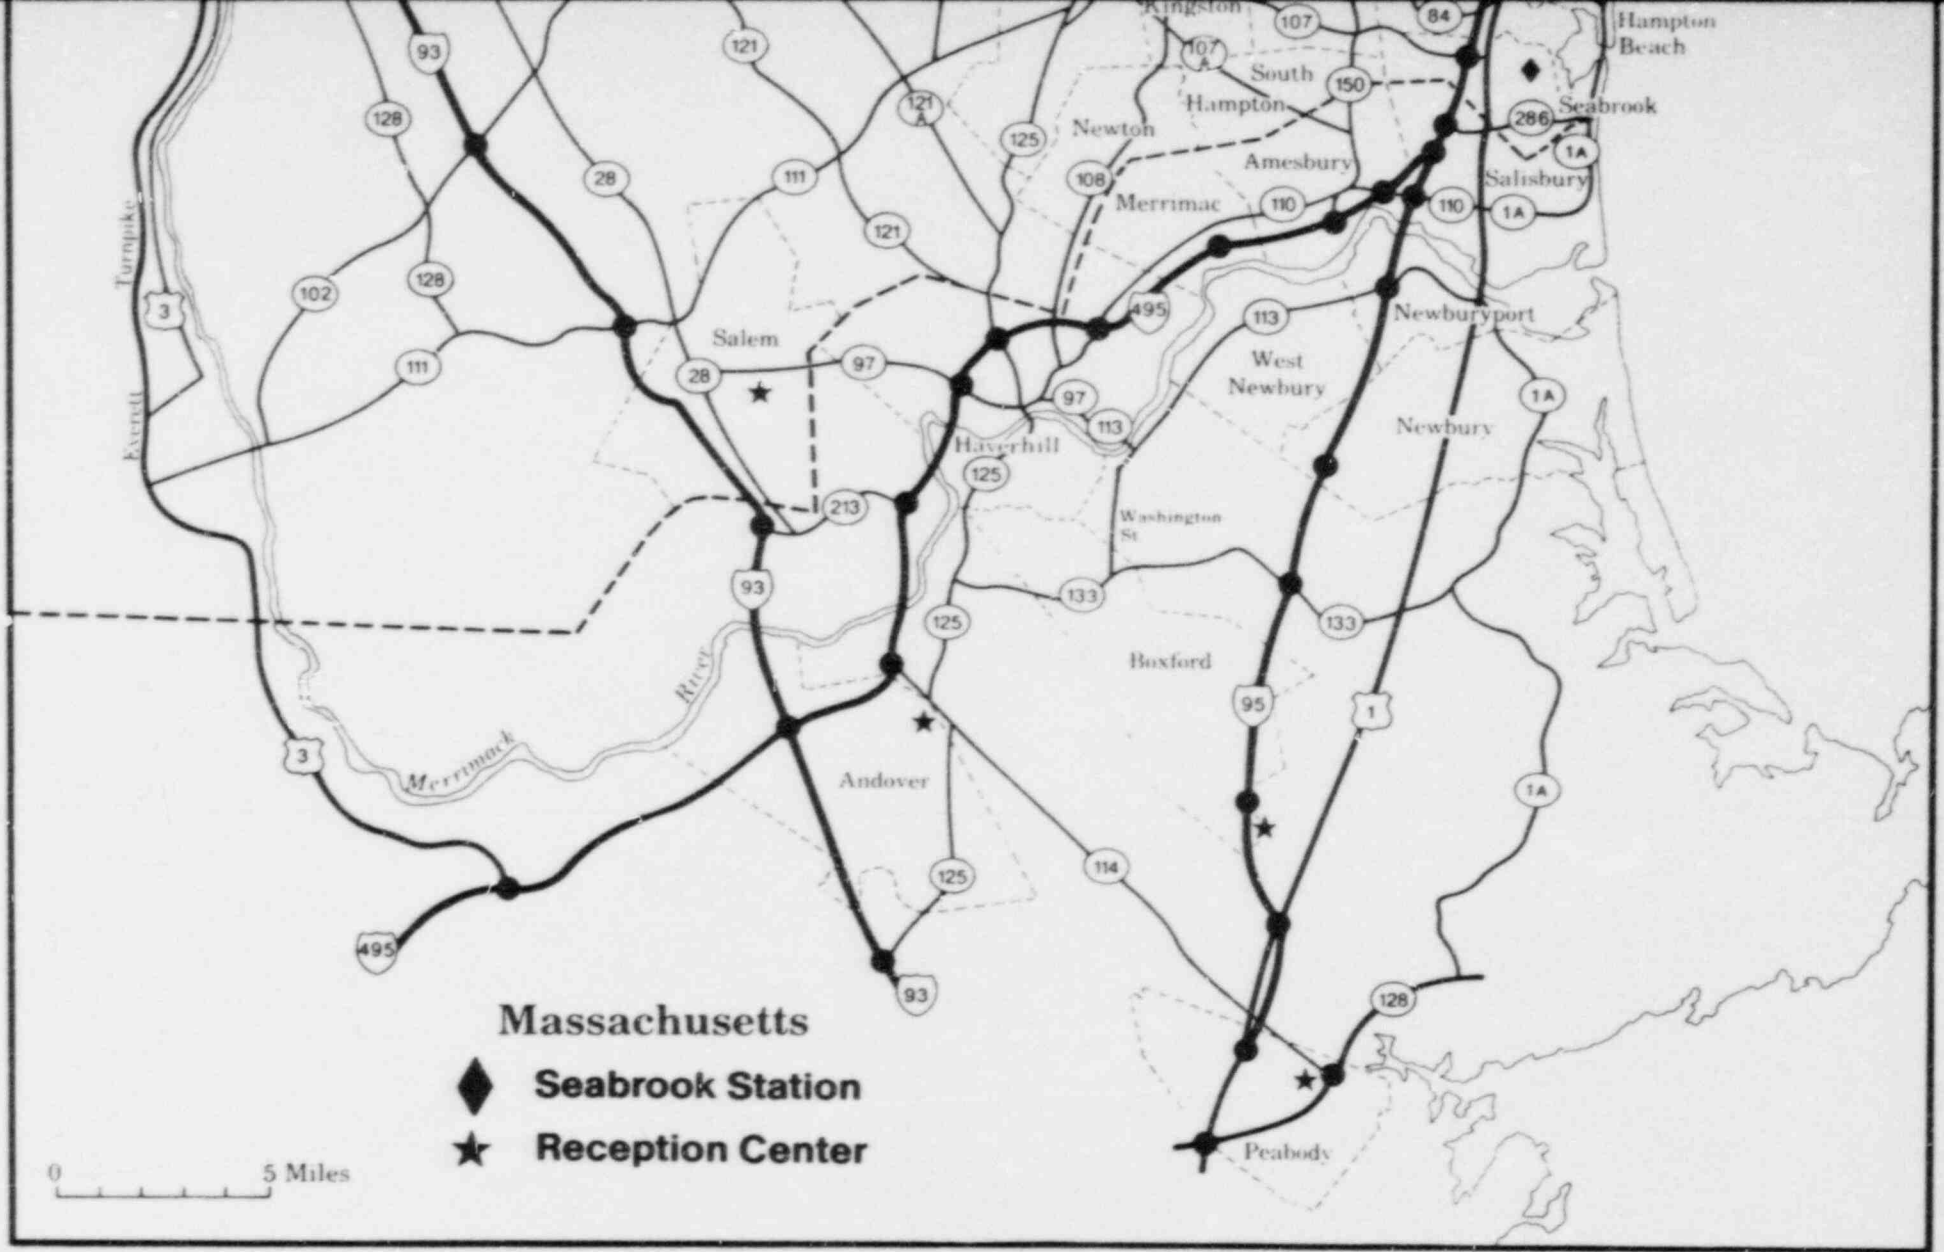 Kingston
107
84
Hampton
Beach
93
121
107
A
South
Hampton
150
128
121
A
125
Newton
286
Seabrook
1A
28
111
108
Amesbury
Salisbury
Merrimac
110
110
1A
121
Turnpike
3
102
128
495
113
Newburyport
Salem
111
28
97
West
Newbury
1A
97
113
Newbury
Everett
Haverhill
125
213
Washington
St
93
133
125
133
Boxford
River
95
1
3
Merrimack
Andover
1A
125
114
495
93
128
Massachusetts
Seabrook Station
Reception Center
0
5 Miles
Peabody